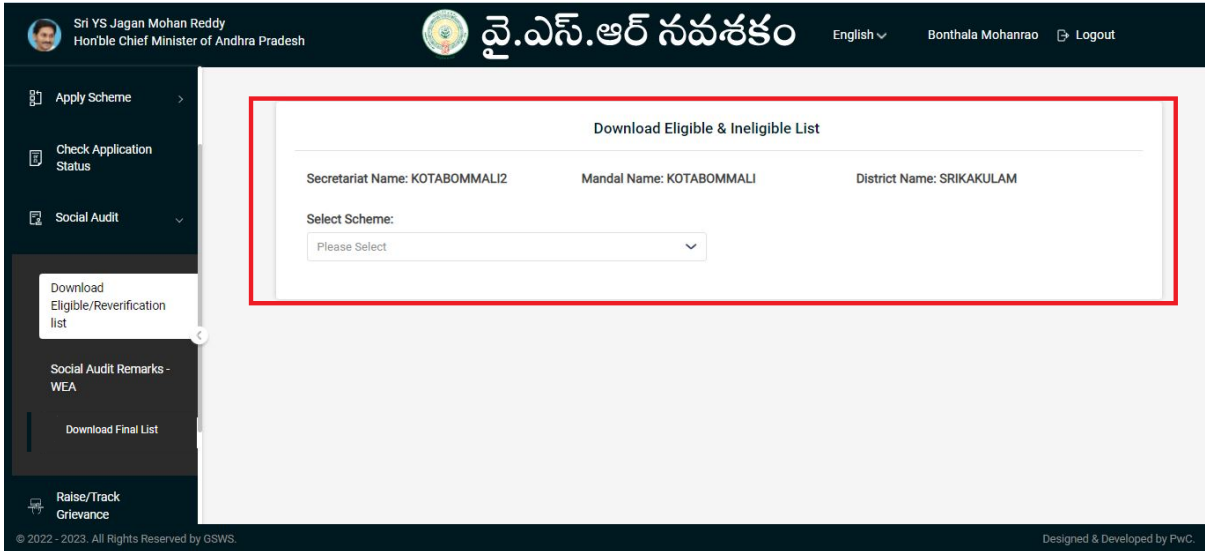 Sri YS Jagan Mohan Reddy
Hon'ble Chief Minister of Andhra Pradesh
వై.ఎస్.ఆర్ నవశకం
English
Bonthala Mohanrao
Logout
Apply Scheme
Check Application
Status
Social Audit
Download
Eligible/Reverification
list
Social Audit Remarks -
WEA
Download Final List
Raise/Track
Grievance
Download Eligible & Ineligible List
Secretariat Name: KOTABOMMALI2
Mandal Name: KOTABOMMALI
District Name: SRIKAKULAM
Select Scheme:
Please Select
© 2022 - 2023. All Rights Reserved by GSWS.
Designed & Developed by PwC.